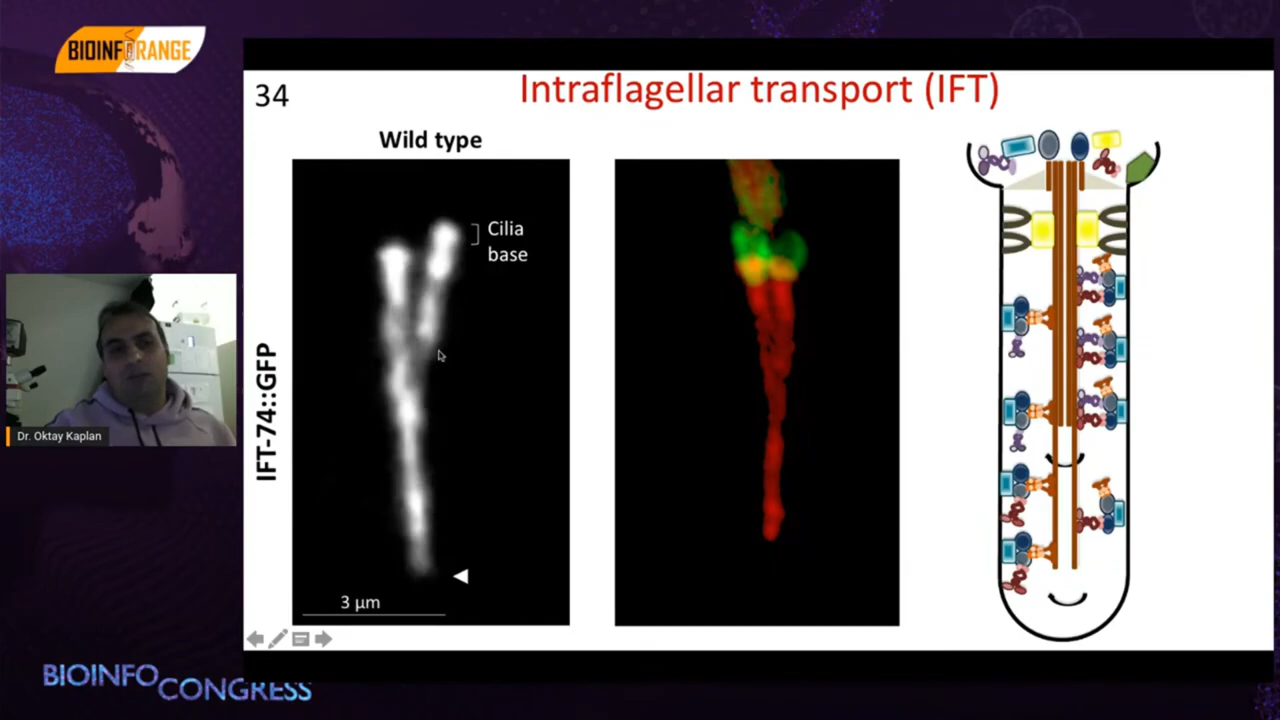 BIOINFORANGE
34
Intraflagellar transport (IFT)
Wild type
Cilia
base
IFT-74::GFP
3 µm
Dr. Oktay Kaplan
BIOINFO
CONGRESS